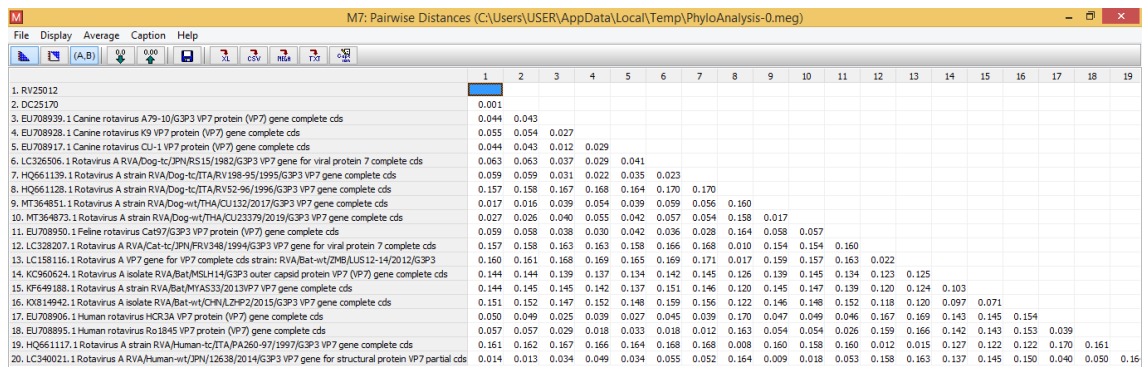 M7: Pairwise Distances (C:\Users\USER\AppData\Local\Temp\PhyloAnalysis-0.meg)
File Display Average Caption Help
(A,B) 0.0 0.00 XL CSV MEGA TXT
1 2 3 4 5 6 7 8 9 10 11 12 13 14 15 16 17 18 19
1. RV25012
2. DC25170 0.001
3. EU708939.1 Canine rotavirus A79-10/G3P3 VP7 protein (VP7) gene complete cds 0.044 0.043
4. EU708928.1 Canine rotavirus K9 VP7 protein (VP7) gene complete cds 0.055 0.054 0.027
5. EU708917.1 Canine rotavirus CU-1 VP7 protein (VP7) gene complete cds 0.044 0.043 0.012 0.029
6. LC326506.1 Rotavirus A RVA/Dog-tc/JPN/RS15/1982/G3P3 VP7 gene for viral protein 7 complete cds 0.063 0.063 0.037 0.029 0.041
7. HQ661139.1 Rotavirus A strain RVA/Dog-tc/ITA/RV198-95/1995/G3P3 VP7 gene complete cds 0.059 0.059 0.031 0.022 0.035 0.023
8. HQ661128.1 Rotavirus A strain RVA/Dog-tc/ITA/RV52-96/1996/G3P3 VP7 gene complete cds 0.157 0.158 0.167 0.168 0.164 0.170 0.170
9. MT364851.1 Rotavirus A strain RVA/Dog-wt/THA/CU132/2017/G3P3 VP7 gene complete cds 0.017 0.016 0.039 0.054 0.039 0.059 0.056 0.160
10. MT364873.1 Rotavirus A strain RVA/Dog-wt/THA/CU23379/2019/G3P3 VP7 gene complete cds 0.027 0.026 0.040 0.055 0.042 0.057 0.054 0.158 0.017
11. EU708950.1 Feline rotavirus Cat97/G3P3 VP7 protein (VP7) gene complete cds 0.059 0.058 0.038 0.030 0.042 0.036 0.028 0.164 0.058 0.057
12. LC328207.1 Rotavirus A RVA/Cat-tc/JPN/FRV348/1994/G3P3 VP7 gene for viral protein 7 complete cds 0.157 0.158 0.163 0.163 0.158 0.166 0.168 0.010 0.154 0.154 0.160
13. LC158116.1 Rotavirus A VP7 gene for VP7 complete cds strain: RVA/Bat-wt/ZMB/LUS12-14/2012/G3P3 0.160 0.161 0.168 0.169 0.165 0.169 0.171 0.017 0.159 0.157 0.163 0.022
14. KC960624.1 Rotavirus A isolate RVA/Bat/MSLH14/G3P3 outer capsid protein VP7 (VP7) gene complete cds 0.144 0.144 0.139 0.137 0.134 0.142 0.145 0.126 0.139 0.145 0.134 0.123 0.125
15. KF649188.1 Rotavirus A strain RVA/Bat/MYAS33/2013VP7 VP7 gene complete cds 0.144 0.145 0.145 0.142 0.137 0.151 0.146 0.120 0.145 0.147 0.139 0.120 0.124 0.103
16. KX814942.1 Rotavirus A isolate RVA/Bat-wt/CHN/LZHP2/2015/G3P3 VP7 gene complete cds 0.151 0.152 0.147 0.152 0.148 0.159 0.156 0.122 0.146 0.148 0.152 0.118 0.120 0.097 0.071
17. EU708906.1 Human rotavirus HCR3A VP7 protein (VP7) gene complete cds 0.050 0.049 0.025 0.039 0.027 0.045 0.039 0.170 0.047 0.049 0.046 0.167 0.169 0.143 0.145 0.154
18. EU708895.1 Human rotavirus Ro1845 VP7 protein (VP7) gene complete cds 0.057 0.057 0.029 0.018 0.033 0.018 0.012 0.163 0.054 0.054 0.026 0.159 0.166 0.142 0.143 0.153 0.039
19. HQ661117.1 Rotavirus A strain RVA/Human-tc/ITA/PA260-97/1997/G3P3 VP7 gene complete cds 0.161 0.162 0.167 0.166 0.164 0.168 0.168 0.008 0.160 0.158 0.160 0.012 0.015 0.127 0.122 0.122 0.170 0.161
20. LC340021.1 Rotavirus A RVA/Human-wt/JPN/12638/2014/G3P3 VP7 gene for structural protein VP7 partial cds 0.014 0.013 0.034 0.049 0.034 0.055 0.052 0.164 0.009 0.018 0.053 0.158 0.163 0.137 0.145 0.150 0.040 0.050 0.16